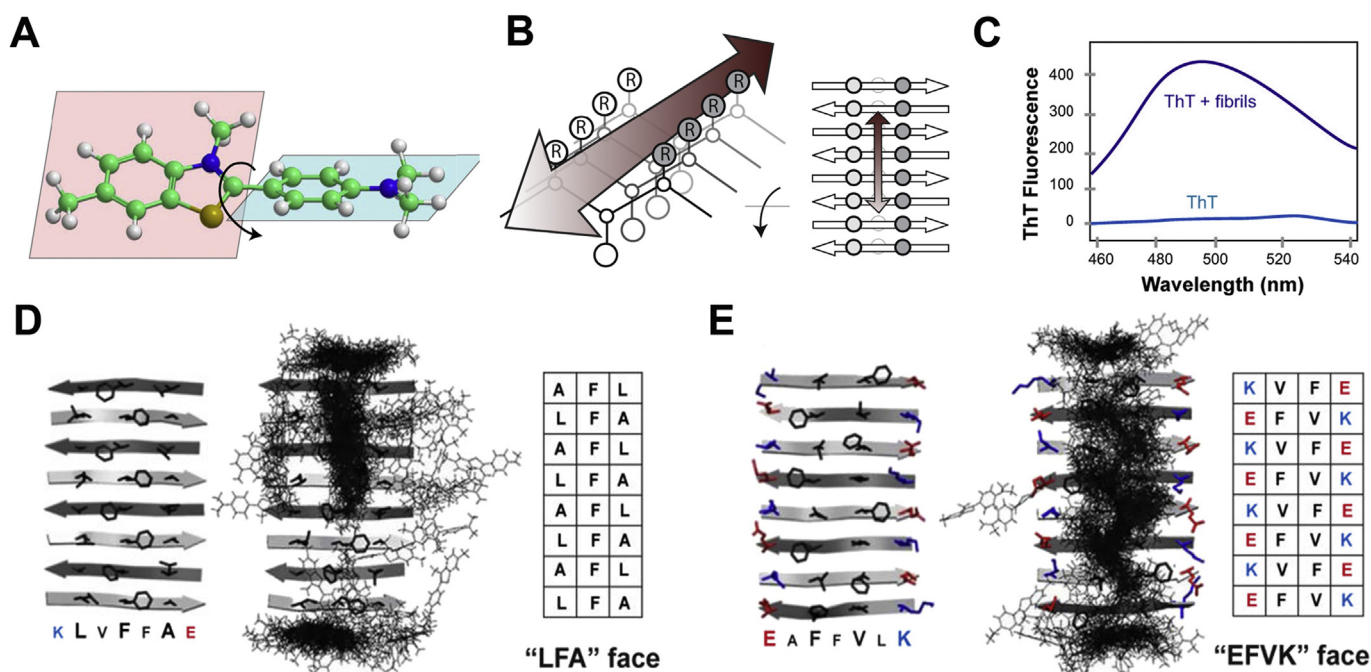 A
B
R R
R R
R R
R R
C
ThT Fluorescence
400
300
200
100
0
ThT + fibrils
ThT
460 480 500 520 540
Wavelength (nm)
D
K L V F F A E
A F L
L F A
A F L
L F A
A F L
L F A
A F L
L F A
“LFA” face
E
E A F F V L K
K V F E
E F V K
K V F E
E F V K
K V F E
E F V K
K V F E
E F V K
“EFVK” face